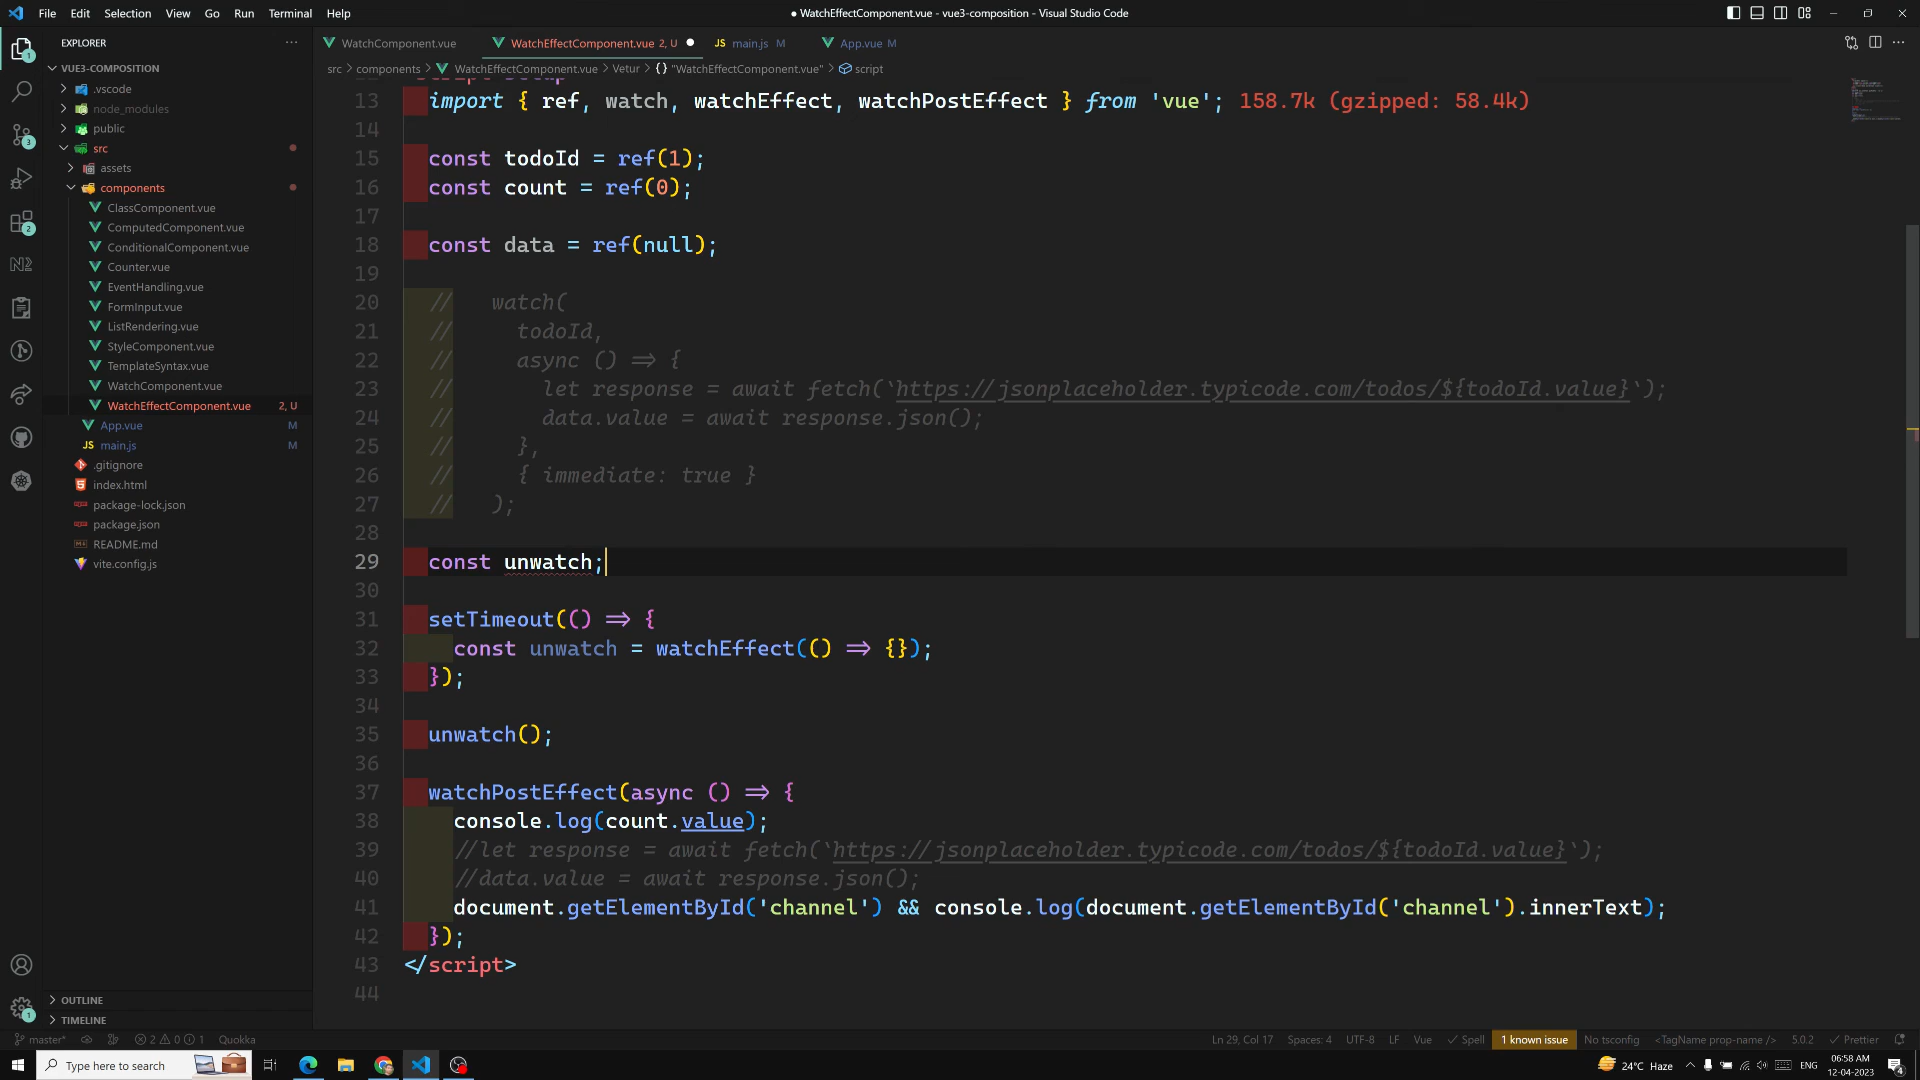 File Edit Selection View Go Run Terminal Help
● WatchEffectComponent.vue - vue3-composition - Visual Studio Code
EXPLORER
VUE3-COMPOSITION
.vscode
node_modules
public
src
assets
components
ClassComponent.vue
ComputedComponent.vue
ConditionalComponent.vue
Counter.vue
EventHandling.vue
FormInput.vue
ListRendering.vue
StyleComponent.vue
TemplateSyntax.vue
WatchComponent.vue
WatchEffectComponent.vue 2, U
App.vue M
JS main.js M
.gitignore
index.html
package-lock.json
package.json
README.md
vite.config.js
OUTLINE
TIMELINE
WatchComponent.vue WatchEffectComponent.vue 2, U ● JS main.js M App.vue M
src > components > WatchEffectComponent.vue > Vetur > {} "WatchEffectComponent.vue" > script
13 import { ref, watch, watchEffect, watchPostEffect } from 'vue'; 158.7k (gzipped: 58.4k)
14
15 const todoId = ref(1);
16 const count = ref(0);
17
18 const data = ref(null);
19
20 // watch(
21 // todoId,
22 // async () => {
23 // let response = await fetch(`https://jsonplaceholder.typicode.com/todos/${todoId.value}`);
24 // data.value = await response.json();
25 // },
26 // { immediate: true }
27 // );
28
29 const unwatch;
30
31 setTimeout(() => {
32 const unwatch = watchEffect(() => {});
33 });
34
35 unwatch();
36
37 watchPostEffect(async () => {
38 console.log(count.value);
39 //let response = await fetch(`https://jsonplaceholder.typicode.com/todos/${todoId.value}`);
40 //data.value = await response.json();
41 document.getElementById('channel') && console.log(document.getElementById('channel').innerText);
42 });
43 </script>
44
master* 2 0 1 Quokka
Ln 29, Col 17 Spaces: 4 UTF-8 LF Vue Spell 1 known issue No tsconfig <TagName prop-name /> 5.0.2 Prettier
Type here to search
24°C Haze ENG 06:58 AM
12-04-2023